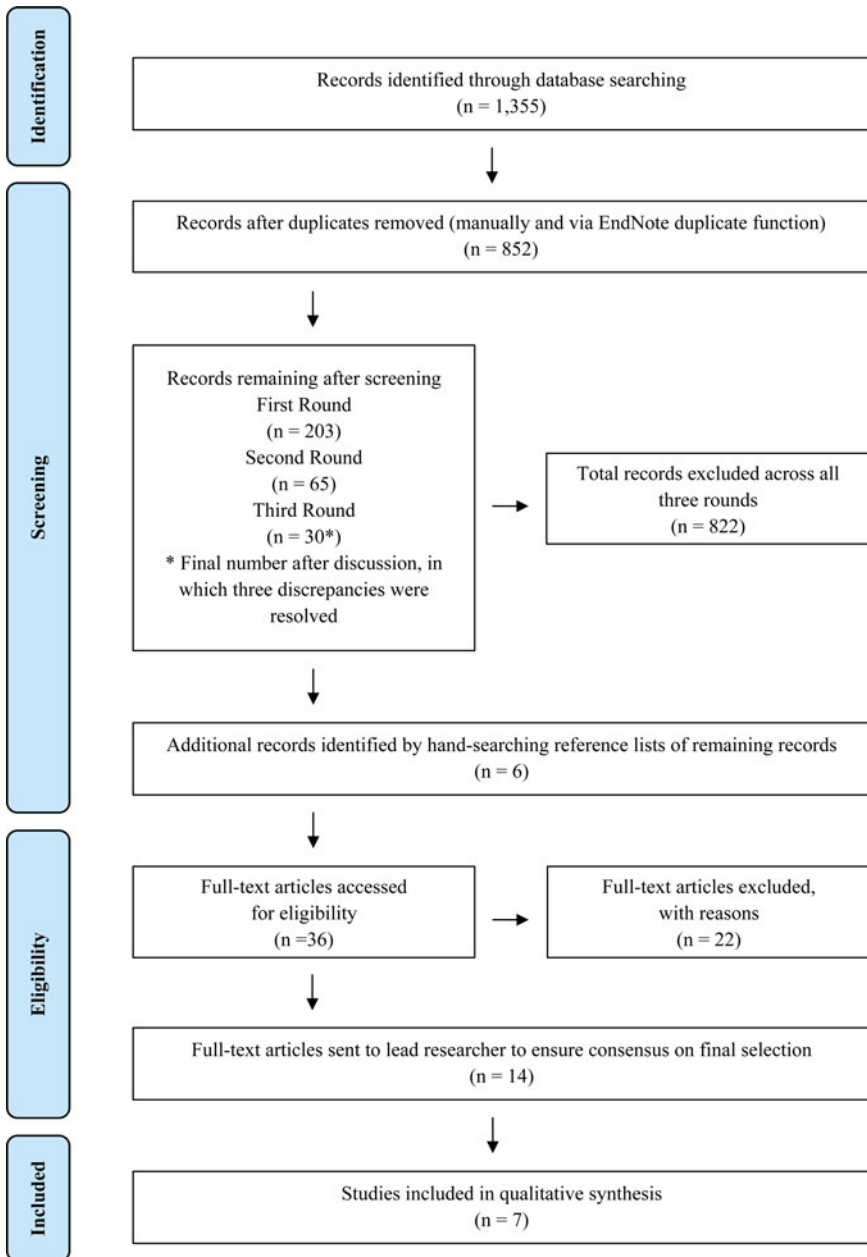 Identification
Records identified through database searching
(n = 1,355)
Screening
Records after duplicates removed (manually and via EndNote duplicate function)
(n = 852)
Records remaining after screening
First Round
(n = 203)
Second Round
(n = 65)
Third Round
(n = 30*)
* Final number after discussion, in
which three discrepancies were
resolved
Total records excluded across all
three rounds
(n = 822)
Additional records identified by hand-searching reference lists of remaining records
(n = 6)
Eligibility
Full-text articles accessed
for eligibility
(n =36)
Full-text articles excluded,
with reasons
(n = 22)
Full-text articles sent to lead researcher to ensure consensus on final selection
(n = 14)
Included
Studies included in qualitative synthesis
(n = 7)